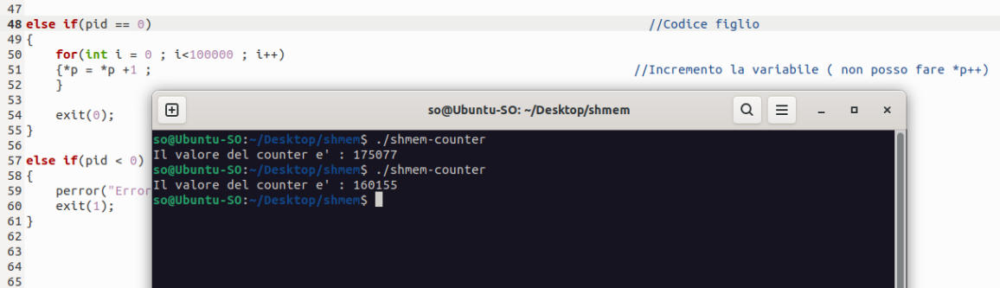 47
48 else if(pid == 0) //Codice figlio
49 {
50 for(int i = 0 ; i<100000 ; i++)
51 {*p = *p +1 ; //Incremento la variabile ( non posso fare *p++)
52 }
53
so@Ubuntu-SO: ~/Desktop/shmem
54 exit(0);
55 }
56
57 else if(pid < 0)
58 {
59 perror("Error
60 exit(1);
61 }
62
63
64
65
so@Ubuntu-SO:~/Desktop/shmem$ ./shmem-counter
Il valore del counter e' : 175077
so@Ubuntu-SO:~/Desktop/shmem$ ./shmem-counter
Il valore del counter e' : 160155
so@Ubuntu-SO:~/Desktop/shmem$